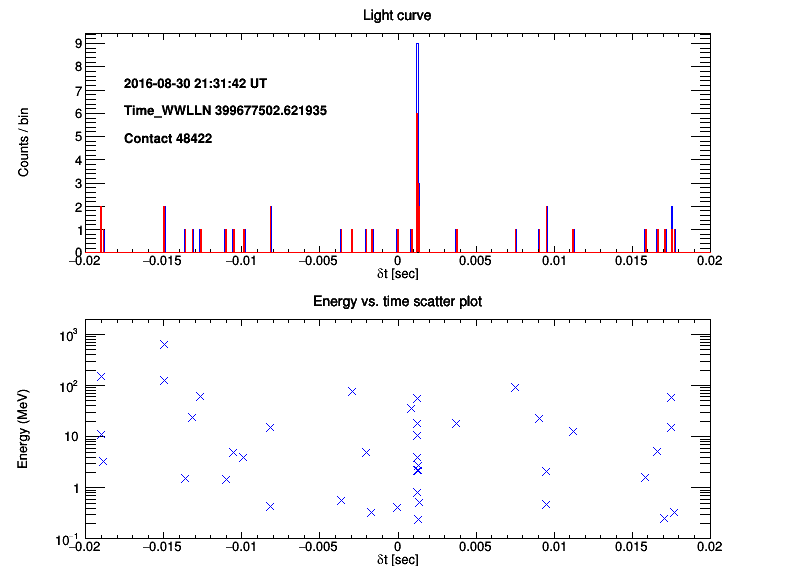 Light curve
9
8
7
6
5
4
3
2
1
0
Counts / bin
2016-08-30 21:31:42 UT
Time_WWLLN 399677502.621935
Contact 48422
−0.02 −0.015 −0.01 −0.005 0 0.005 0.01 0.015 0.02
δt [sec]
Energy vs. time scatter plot
10³
10²
10
1
10⁻¹
Energy (MeV)
−0.02 −0.015 −0.01 −0.005 0 0.005 0.01 0.015 0.02
δt [sec]